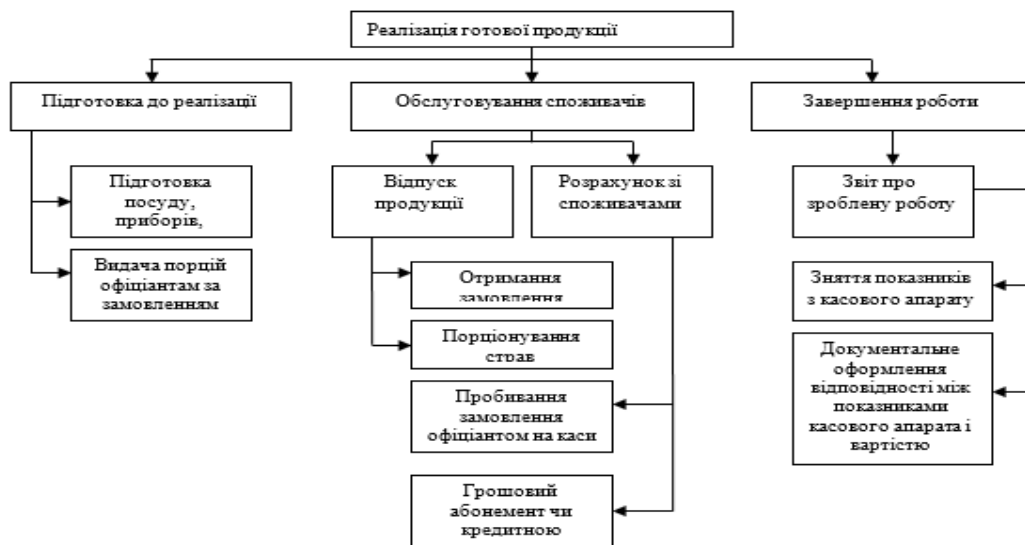 Реалізація готової продукції
Підготовка до реалізації
Обслуговування споживачів
Завершення роботи
Підготовка
посуду,
приборів,
Видача порцій
офіціантам за
замовленням
Відпуск
продукції
Розрахунок зі
споживачами
Отримання
замовлення
Порціонування
страв
Пробивання
замовлення
офіціантом на каси
Грошовий
абонемент чи
кредитною
Звіт про
зроблену роботу
Зняття показників
з касового апарату
Документальне
оформлення
відповідності між
показниками
касового апарата і
вартістю